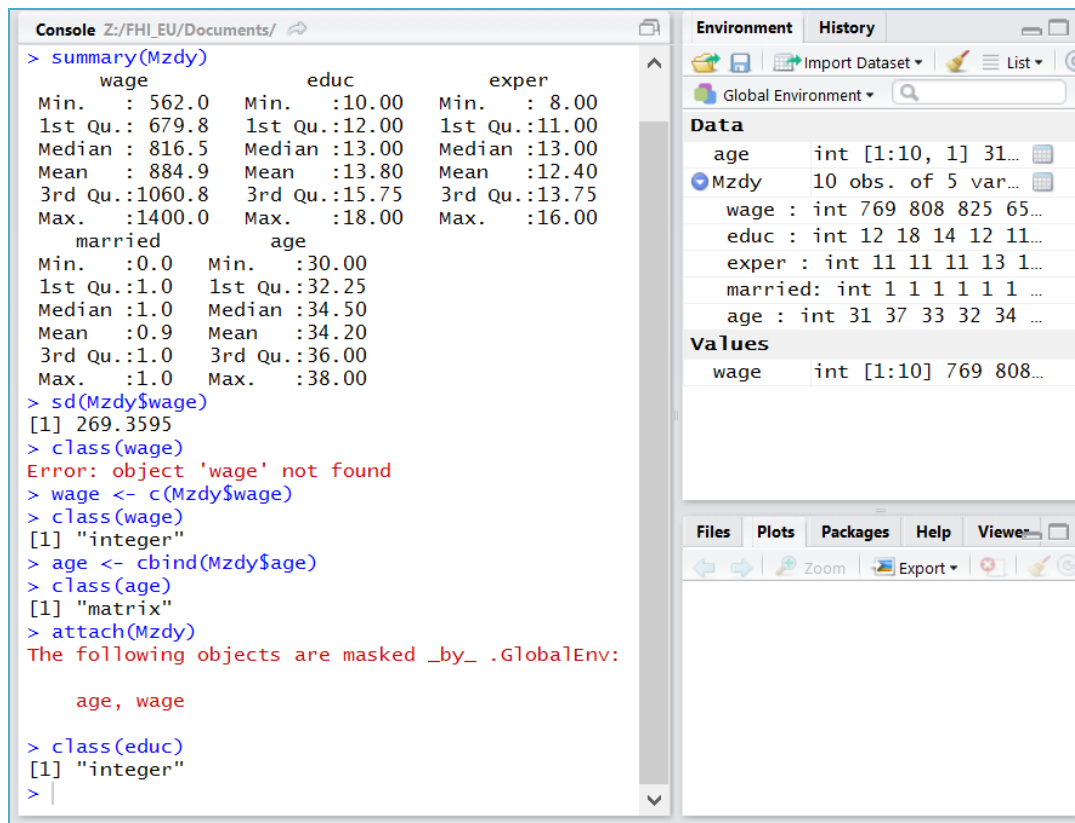 Console Z:/FHI_EU/Documents/
> summary(Mzdy)
      wage             educ           exper
 Min.   : 562.0   Min.   :10.00   Min.   : 8.00
 1st Qu.: 679.8   1st Qu.:12.00   1st Qu.:11.00
 Median : 816.5   Median :13.00   Median :13.00
 Mean   : 884.9   Mean   :13.80   Mean   :12.40
 3rd Qu.:1060.8   3rd Qu.:15.75   3rd Qu.:13.75
 Max.   :1400.0   Max.   :18.00   Max.   :16.00
    married         age
 Min.   :0.0   Min.   :30.00
 1st Qu.:1.0   1st Qu.:32.25
 Median :1.0   Median :34.50
 Mean   :0.9   Mean   :34.20
 3rd Qu.:1.0   3rd Qu.:36.00
 Max.   :1.0   Max.   :38.00
> sd(Mzdy$wage)
[1] 269.3595
> class(wage)
Error: object 'wage' not found
> wage <- c(Mzdy$wage)
> class(wage)
[1] "integer"
> age <- cbind(Mzdy$age)
> class(age)
[1] "matrix"
> attach(Mzdy)
The following objects are masked _by_ .GlobalEnv:
    age, wage
> class(educ)
[1] "integer"
>
Environment History
Import Dataset List
Global Environment
Data
age int [1:10, 1] 31…
Mzdy 10 obs. of 5 var…
wage : int 769 808 825 65…
educ : int 12 18 14 12 11…
exper : int 11 11 11 13 1…
married: int 1 1 1 1 1 1 …
age : int 31 37 33 32 34 …
Values
wage int [1:10] 769 808…
Files Plots Packages Help Viewer
Zoom Export